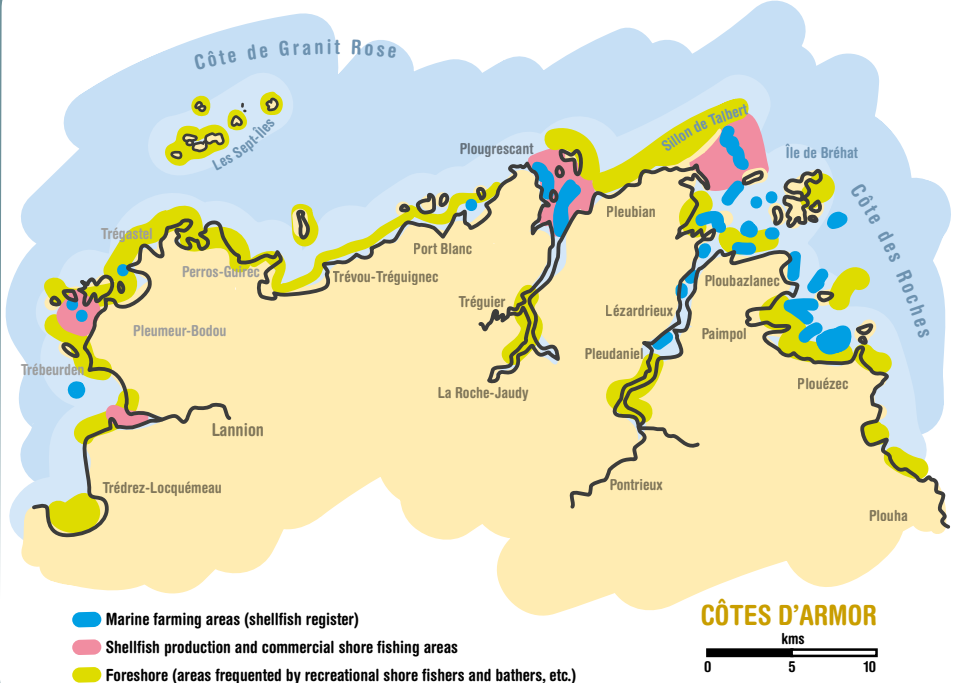 Côte de Granit Rose
Les Sept-Îles
Sillon de Talbert
Plougrescant
Île de Bréhat
Côte des Roches
Pleubian
Trégastel
Port Blanc
Perros-Guirec
Trévou-Tréguignec
Ploubazlanec
Tréguier
Lézardrieux
Pleumeur-Bodou
Paimpol
Pleudaniel
Trébeurden
Plouézec
La Roche-Jaudy
Lannion
Pontrieux
Trédrez-Locquémeau
Plouha
Marine farming areas (shellfish register)
Shellfish production and commercial shore fishing areas
Foreshore (areas frequented by recreational shore fishers and bathers, etc.)
CÔTES D'ARMOR
kms
0 5 10